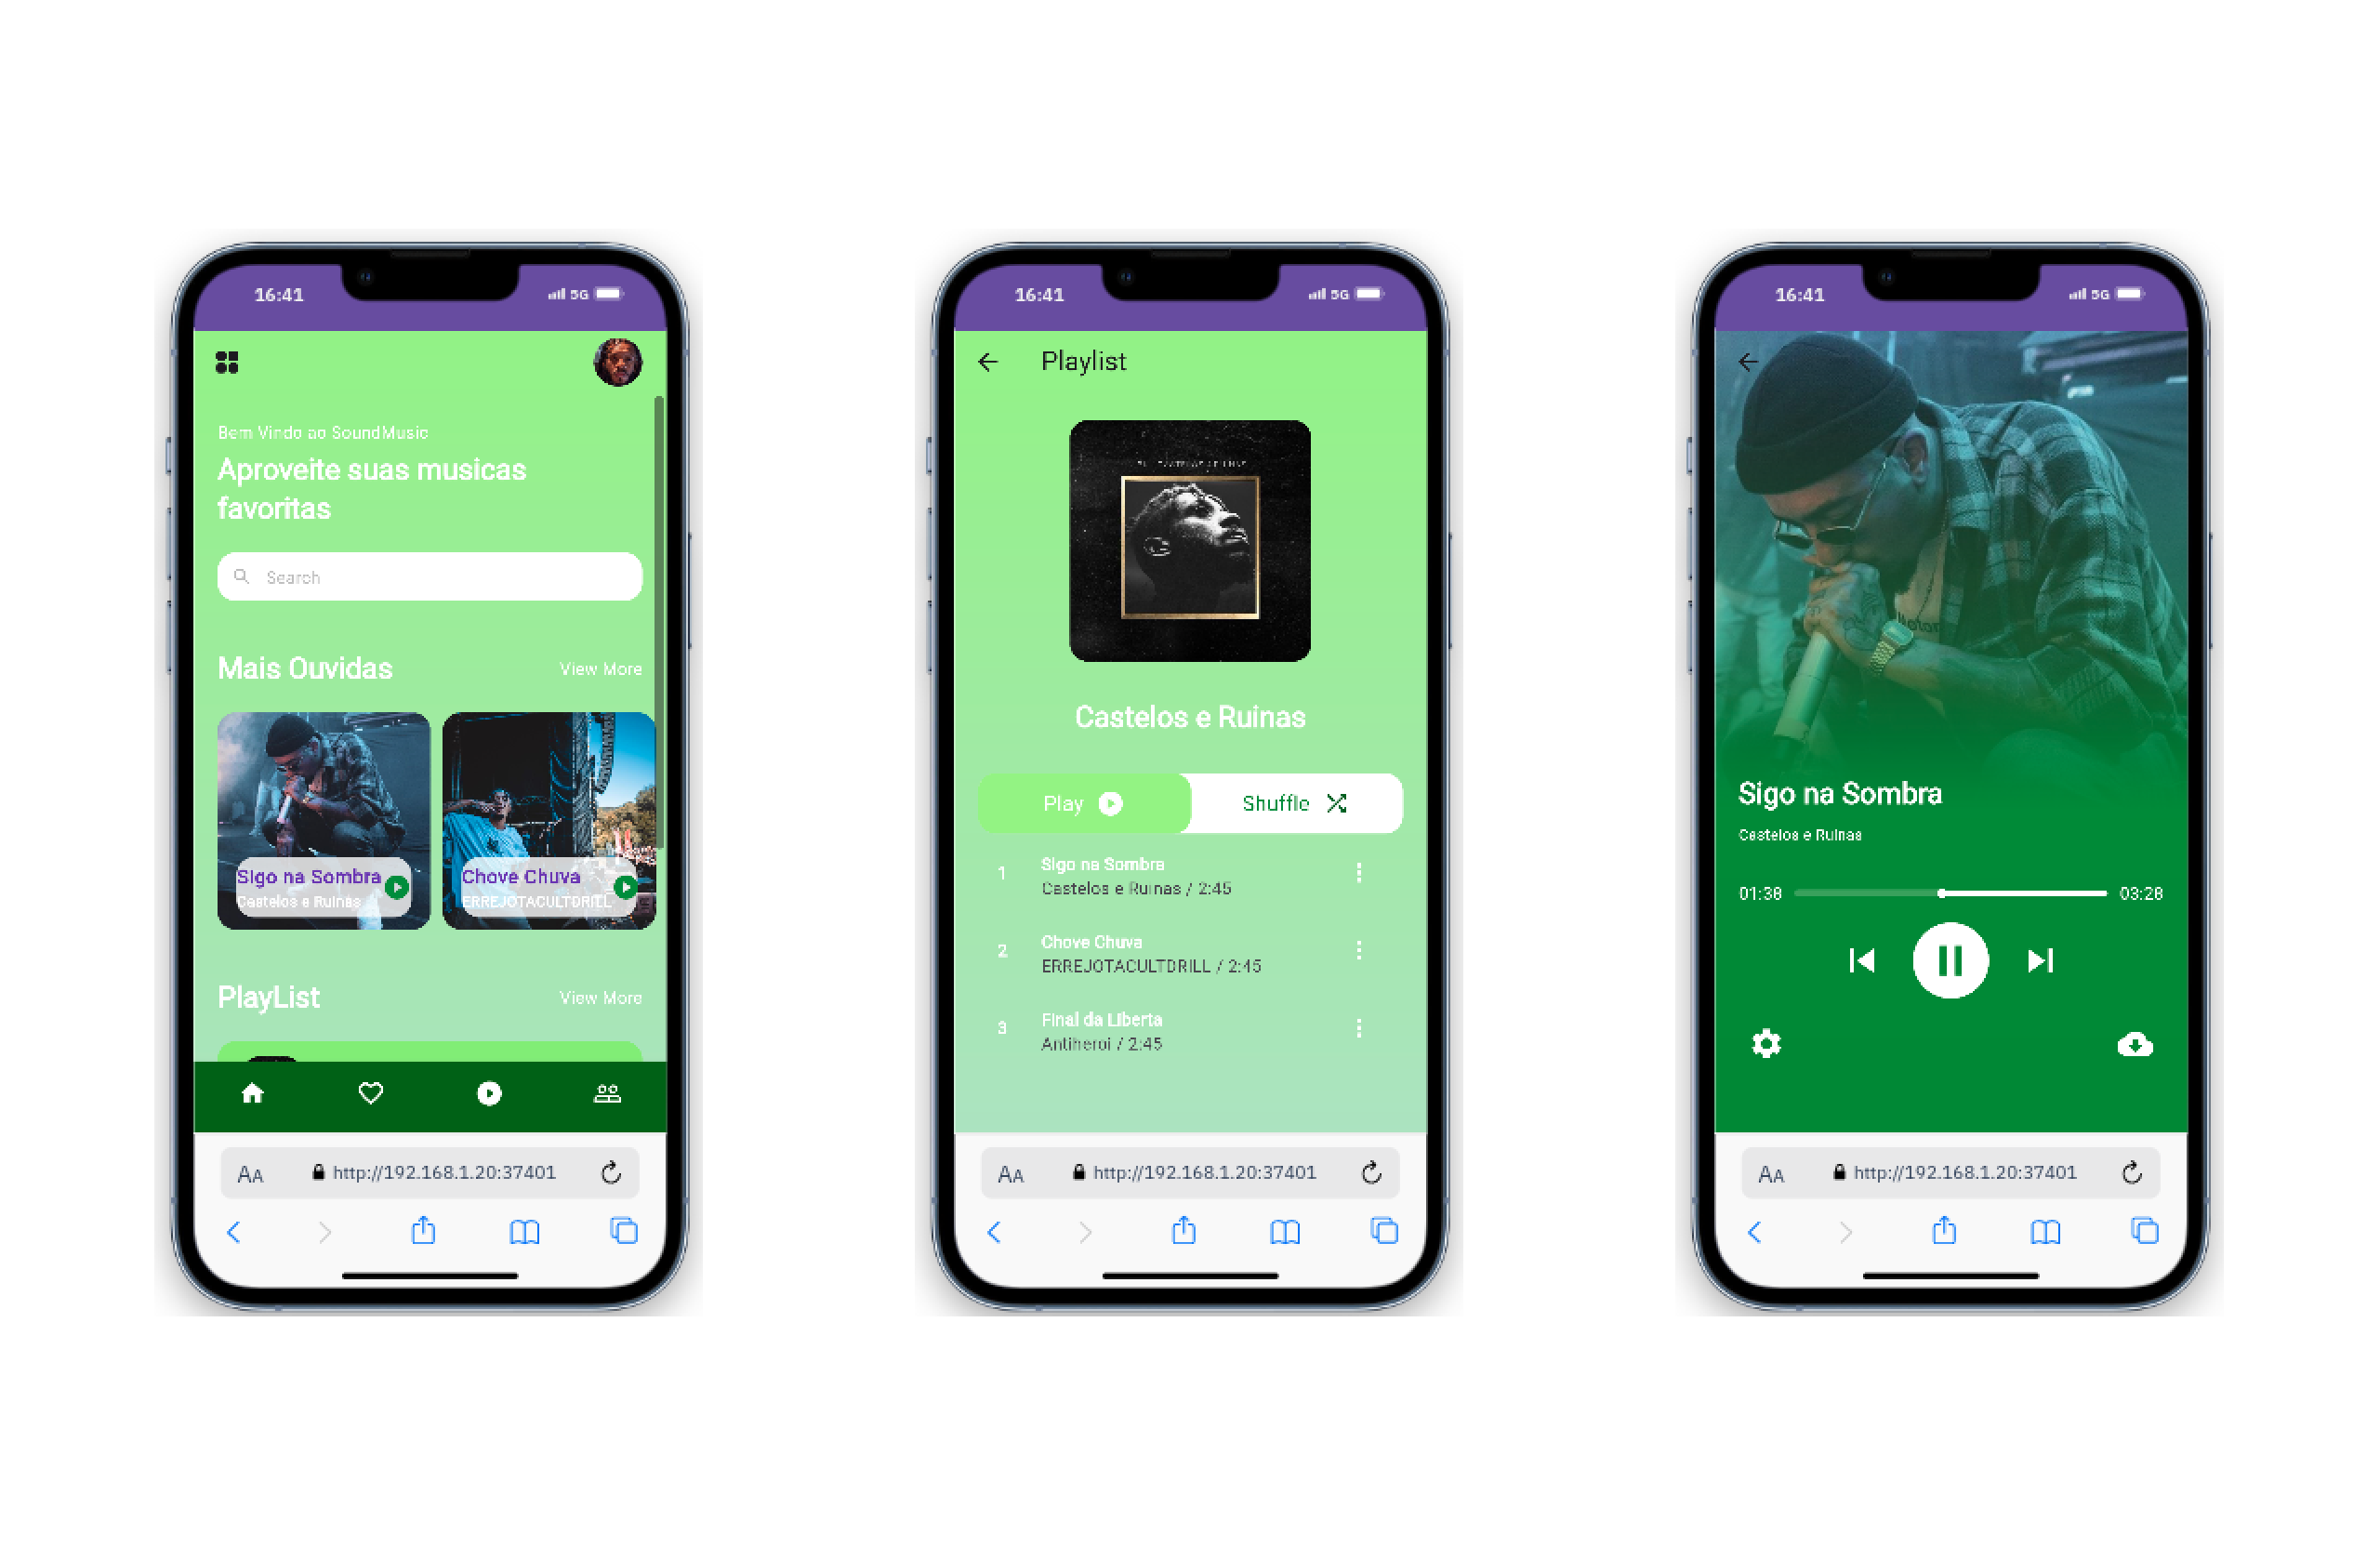 16:41
5G
Bem Vindo ao SoundMusic
Aproveite suas musicas
favoritas
Search
Mais Ouvidas
View More
Sigo na Sombra
Castelos e Ruinas
Chove Chuva
ERREJOTACULTDRILL
PlayList
View More
AA
http://192.168.1.20:37401
16:41
5G
Playlist
Castelos e Ruinas
Play
Shuffle
1
Sigo na Sombra
Castelos e Ruinas / 2:45
2
Chove Chuva
ERREJOTACULTDRILL / 2:45
3
Final da Liberta
Antiheroi / 2:45
AA
http://192.168.1.20:37401
16:41
5G
Sigo na Sombra
Castelos e Ruinas
01:38
03:28
AA
http://192.168.1.20:37401